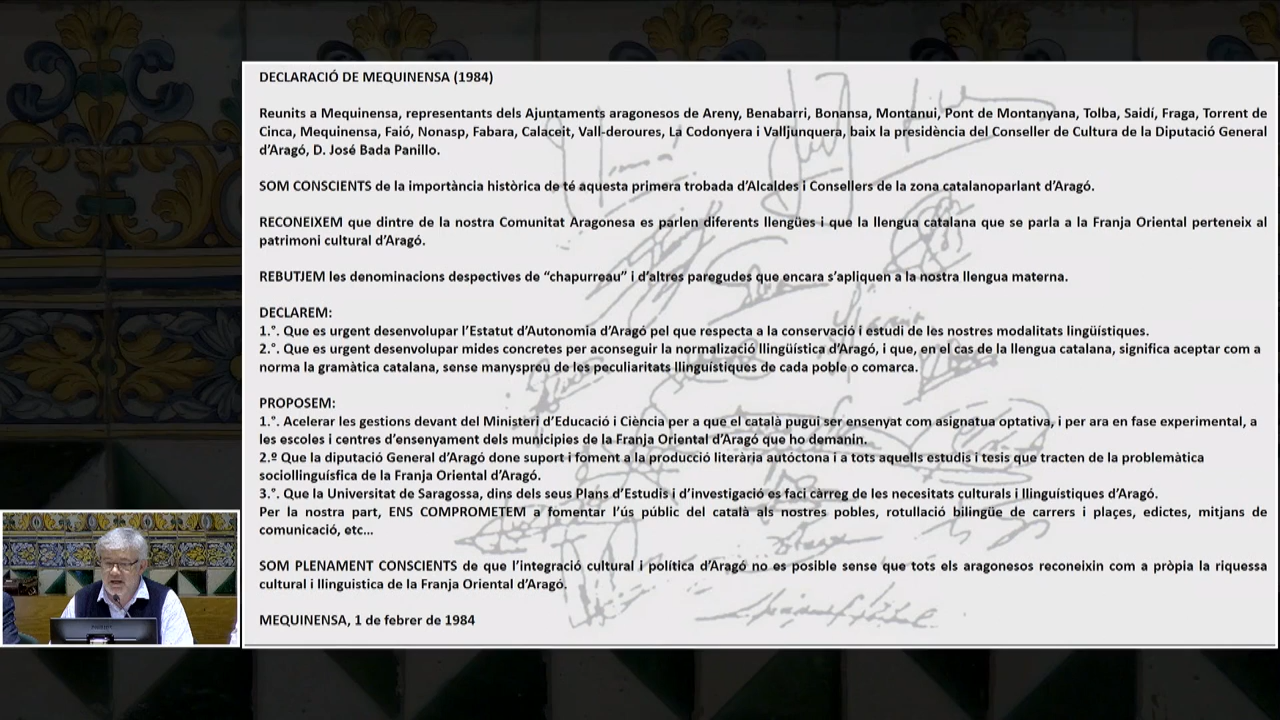 DECLARACIÓ DE MEQUINENSA (1984)
Reunits a Mequinensa, representants dels Ajuntaments aragonesos de Areny, Benabarri, Bonansa, Montanui, Pont de Montanyana, Tolba, Saidí, Fraga, Torrent de
Cinca, Mequinensa, Faió, Nonasp, Fabara, Calaceit, Vall-deroures, La Codonyera i Valljunquera, baix la presidència del Conseller de Cultura de la Diputació General
d'Aragó, D. José Bada Panillo.
SOM CONSCIENTS de la importància històrica de té aquesta primera trobada d'Alcaldes i Consellers de la zona catalanoparlant d'Aragó.
RECONEIXEM que dintre de la nostra Comunitat Aragonesa es parlen diferents llengües i que la llengua catalana que se parla a la Franja Oriental perteneix al
patrimoni cultural d'Aragó.
REBUTJEM les denominacions despectives de "chapurreau" i d'altres paregudes que encara s'apliquen a la nostra llengua materna.
DECLAREM:
1.°. Que es urgent desenvolupar l'Estatut d'Autonomía d'Aragó pel que respecta a la conservació i estudi de les nostres modalitats lingüístiques.
2.°. Que es urgent desenvolupar mides concretes per aconseguir la normalizació llingüística d'Aragó, i que, en el cas de la llengua catalana, significa aceptar com a
norma la gramàtica catalana, sense manyspreu de les peculiaritats llinguístiques de cada poble o comarca.
PROPOSEM:
1.°. Acelerar les gestions devant del Ministeri d'Educació i Ciència per a que el català pugui ser ensenyat com asignatua optativa, i per ara en fase experimental, a
les escoles i centres d'ensenyament dels municipies de la Franja Oriental d'Aragó que ho demanin.
2.º Que la diputació General d'Aragó done suport i foment a la producció literària autóctona i a tots aquells estudis i tesis que tracten de la problemàtica
sociollinguísfica de la Franja Oriental d'Aragó.
3.°. Que la Universitat de Saragossa, dins dels seus Plans d'Estudis i d'investigació es faci càrreg de les necesitats culturals i llinguístiques d'Aragó.
Per la nostra part, ENS COMPROMETEM a fomentar l'ús públic del català als nostres pobles, rotullació bilingüe de carrers i plaçes, edictes, mitjans de
comunicació, etc...
SOM PLENAMENT CONSCIENTS de que l'integració cultural i política d'Aragó no es posible sense que tots els aragonesos reconeixin com a pròpia la riquessa
cultural i llinguistica de la Franja Oriental d'Aragó.
MEQUINENSA, 1 de febrer de 1984